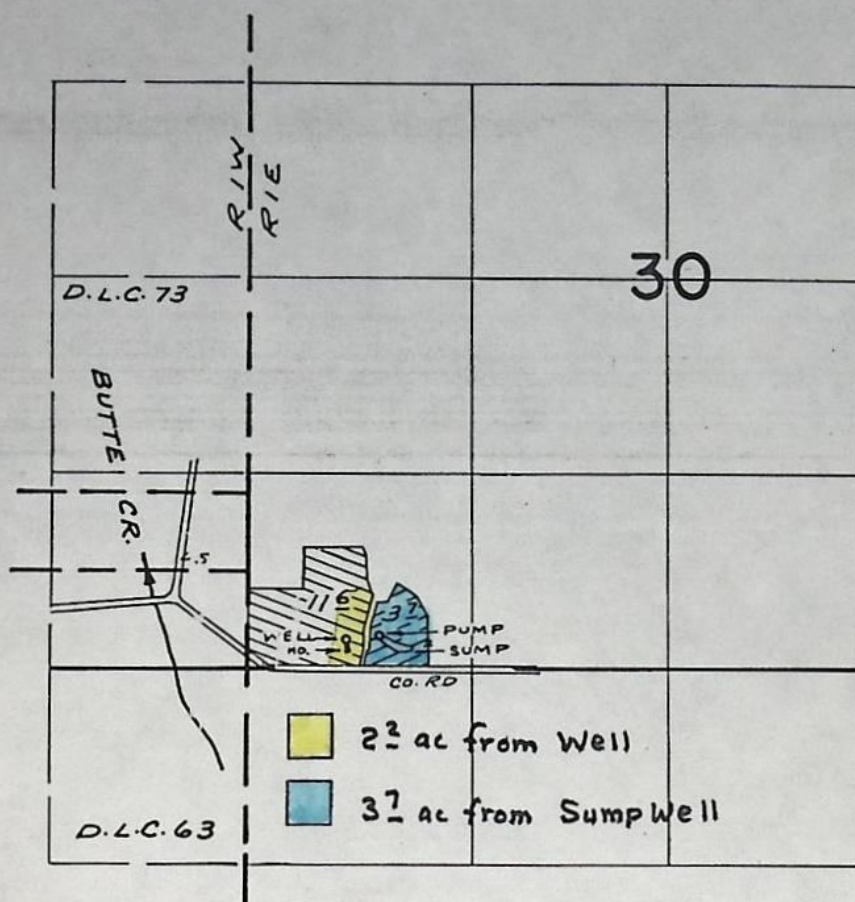 R1W
R1E
30
D.L.C. 73
BUTTE CR.
11 6
3 7
WELL
NO. 8
PUMP
SUMP
CO. RD
2 2 ac from Well
3 7 ac from Sump Well
D.L.C. 63